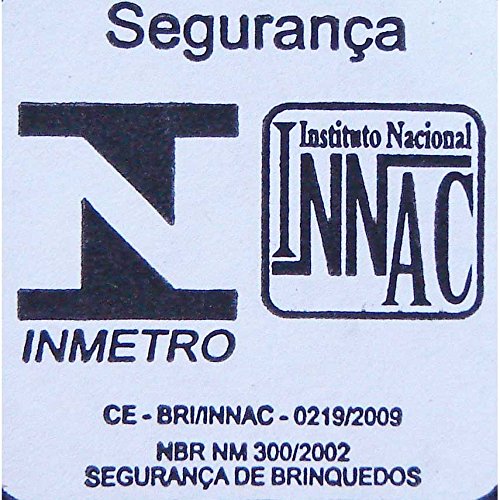 Segurança
INMETRO
Instituto Nacional
INNAC
CE - BRI/INNAC - 0219/2009
NBR NM 300/2002
SEGURANÇA DE BRINQUEDOS